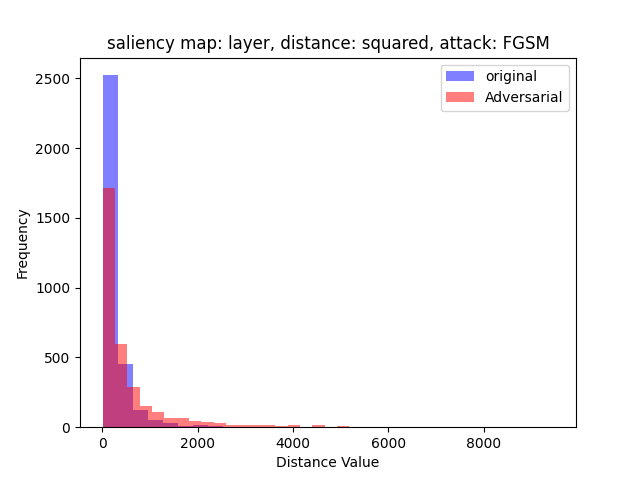 saliency map: layer, distance: squared, attack: FGSM
original
Adversarial
Frequency
2500
2000
1500
1000
500
0
0 2000 4000 6000 8000
Distance Value